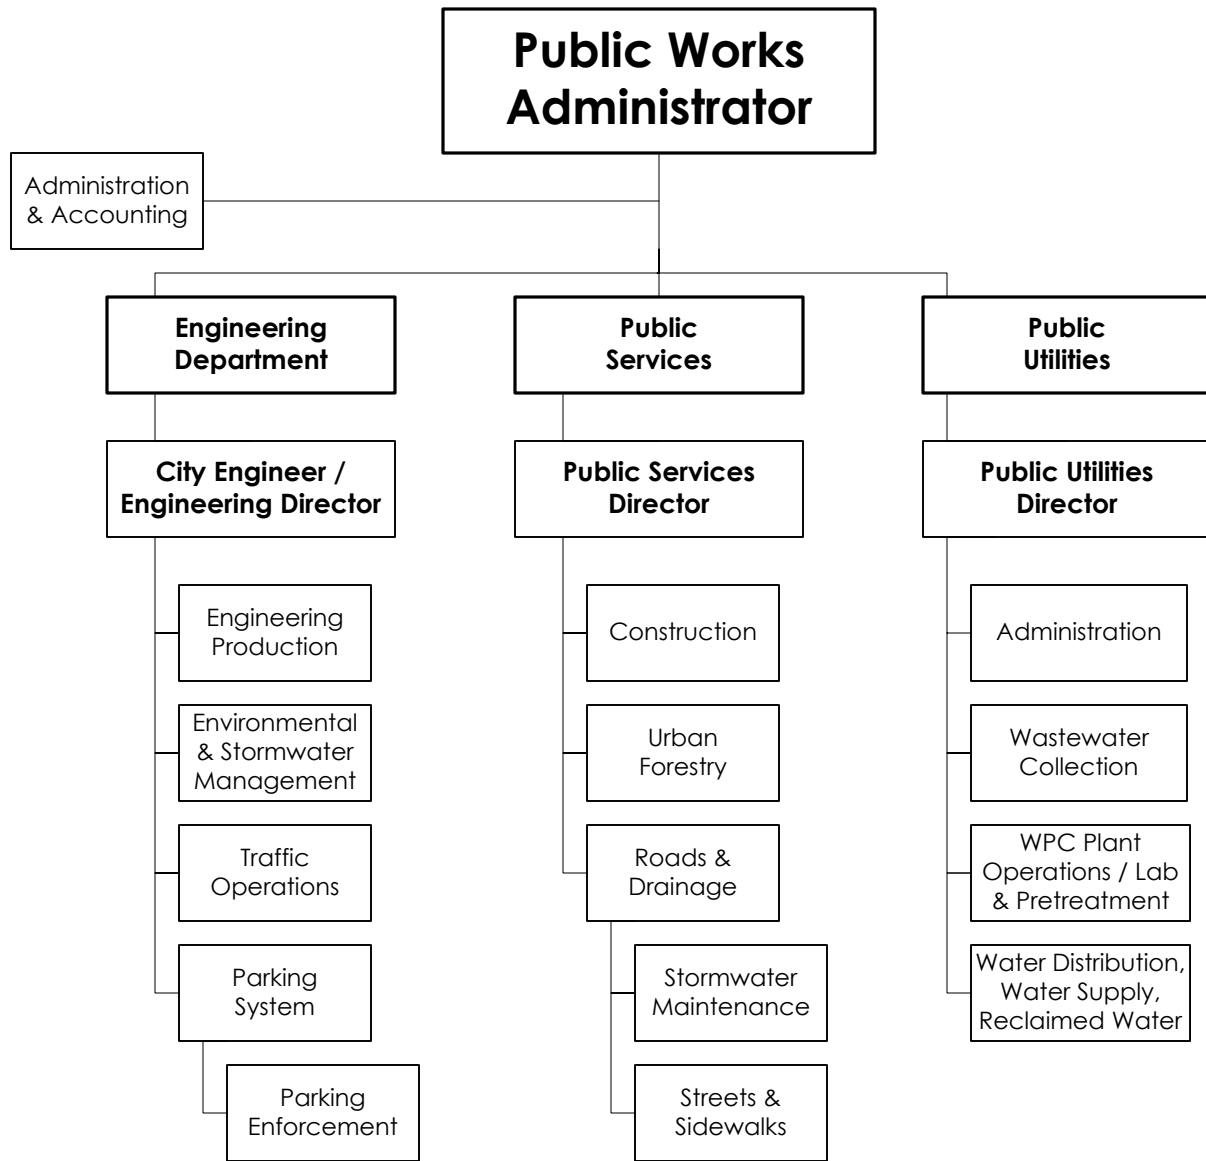 Public Works
Administrator
Administration
& Accounting
Engineering
Department
Public
Services
Public
Utilities
City Engineer /
Engineering Director
Public Services
Director
Public Utilities
Director
Engineering
Production
Construction
Administration
Environmental
& Stormwater
Management
Urban
Forestry
Wastewater
Collection
Traffic
Operations
Roads &
Drainage
WPC Plant
Operations / Lab
& Pretreatment
Parking
System
Stormwater
Maintenance
Water Distribution,
Water Supply,
Reclaimed Water
Parking
Enforcement
Streets &
Sidewalks